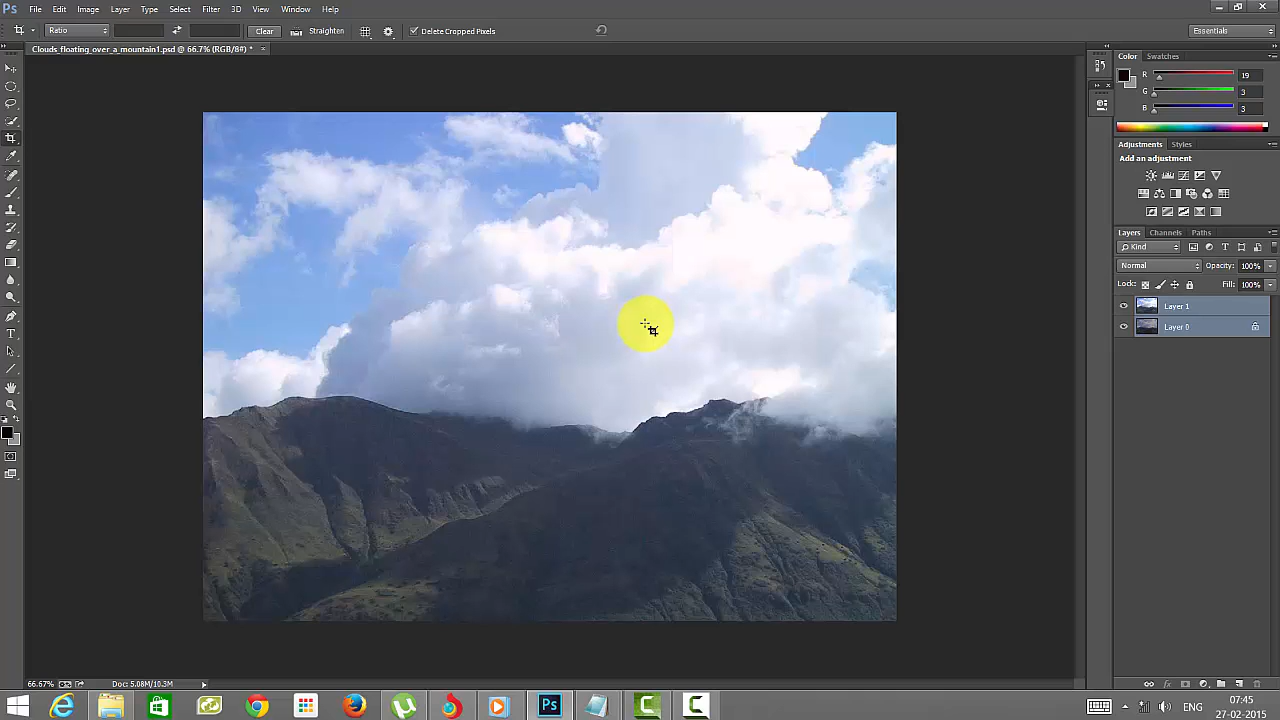 Ps File Edit Image Layer Type Select Filter 3D View Window Help
Ratio Clear Straighten Delete Cropped Pixels Essentials
Clouds_floating_over_a_mountain1.psd @ 66.7% (RGB/8#) *
Color Swatches
R 19
G 3
B 3
Adjustments Styles
Add an adjustment
Layers Channels Paths
Kind
Normal Opacity: 100%
Lock: Fill: 100%
Layer 1
Layer 0
66.67% Doc: 5.08M/10.3M
Ps ENG 07:45
27-02-2015